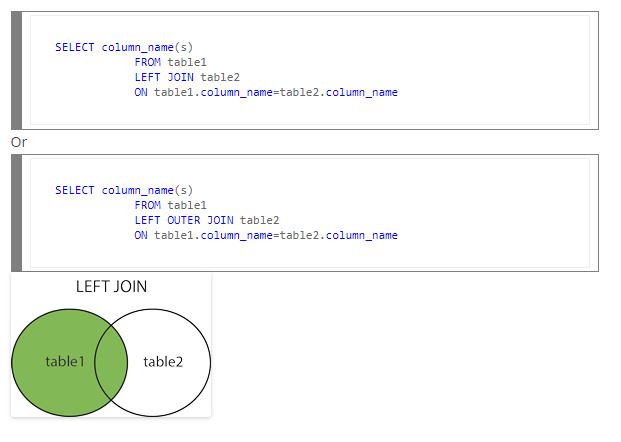 SELECT column_name(s)
FROM table1
LEFT JOIN table2
ON table1.column_name=table2.column_name
Or
SELECT column_name(s)
FROM table1
LEFT OUTER JOIN table2
ON table1.column_name=table2.column_name
LEFT JOIN
table1 table2